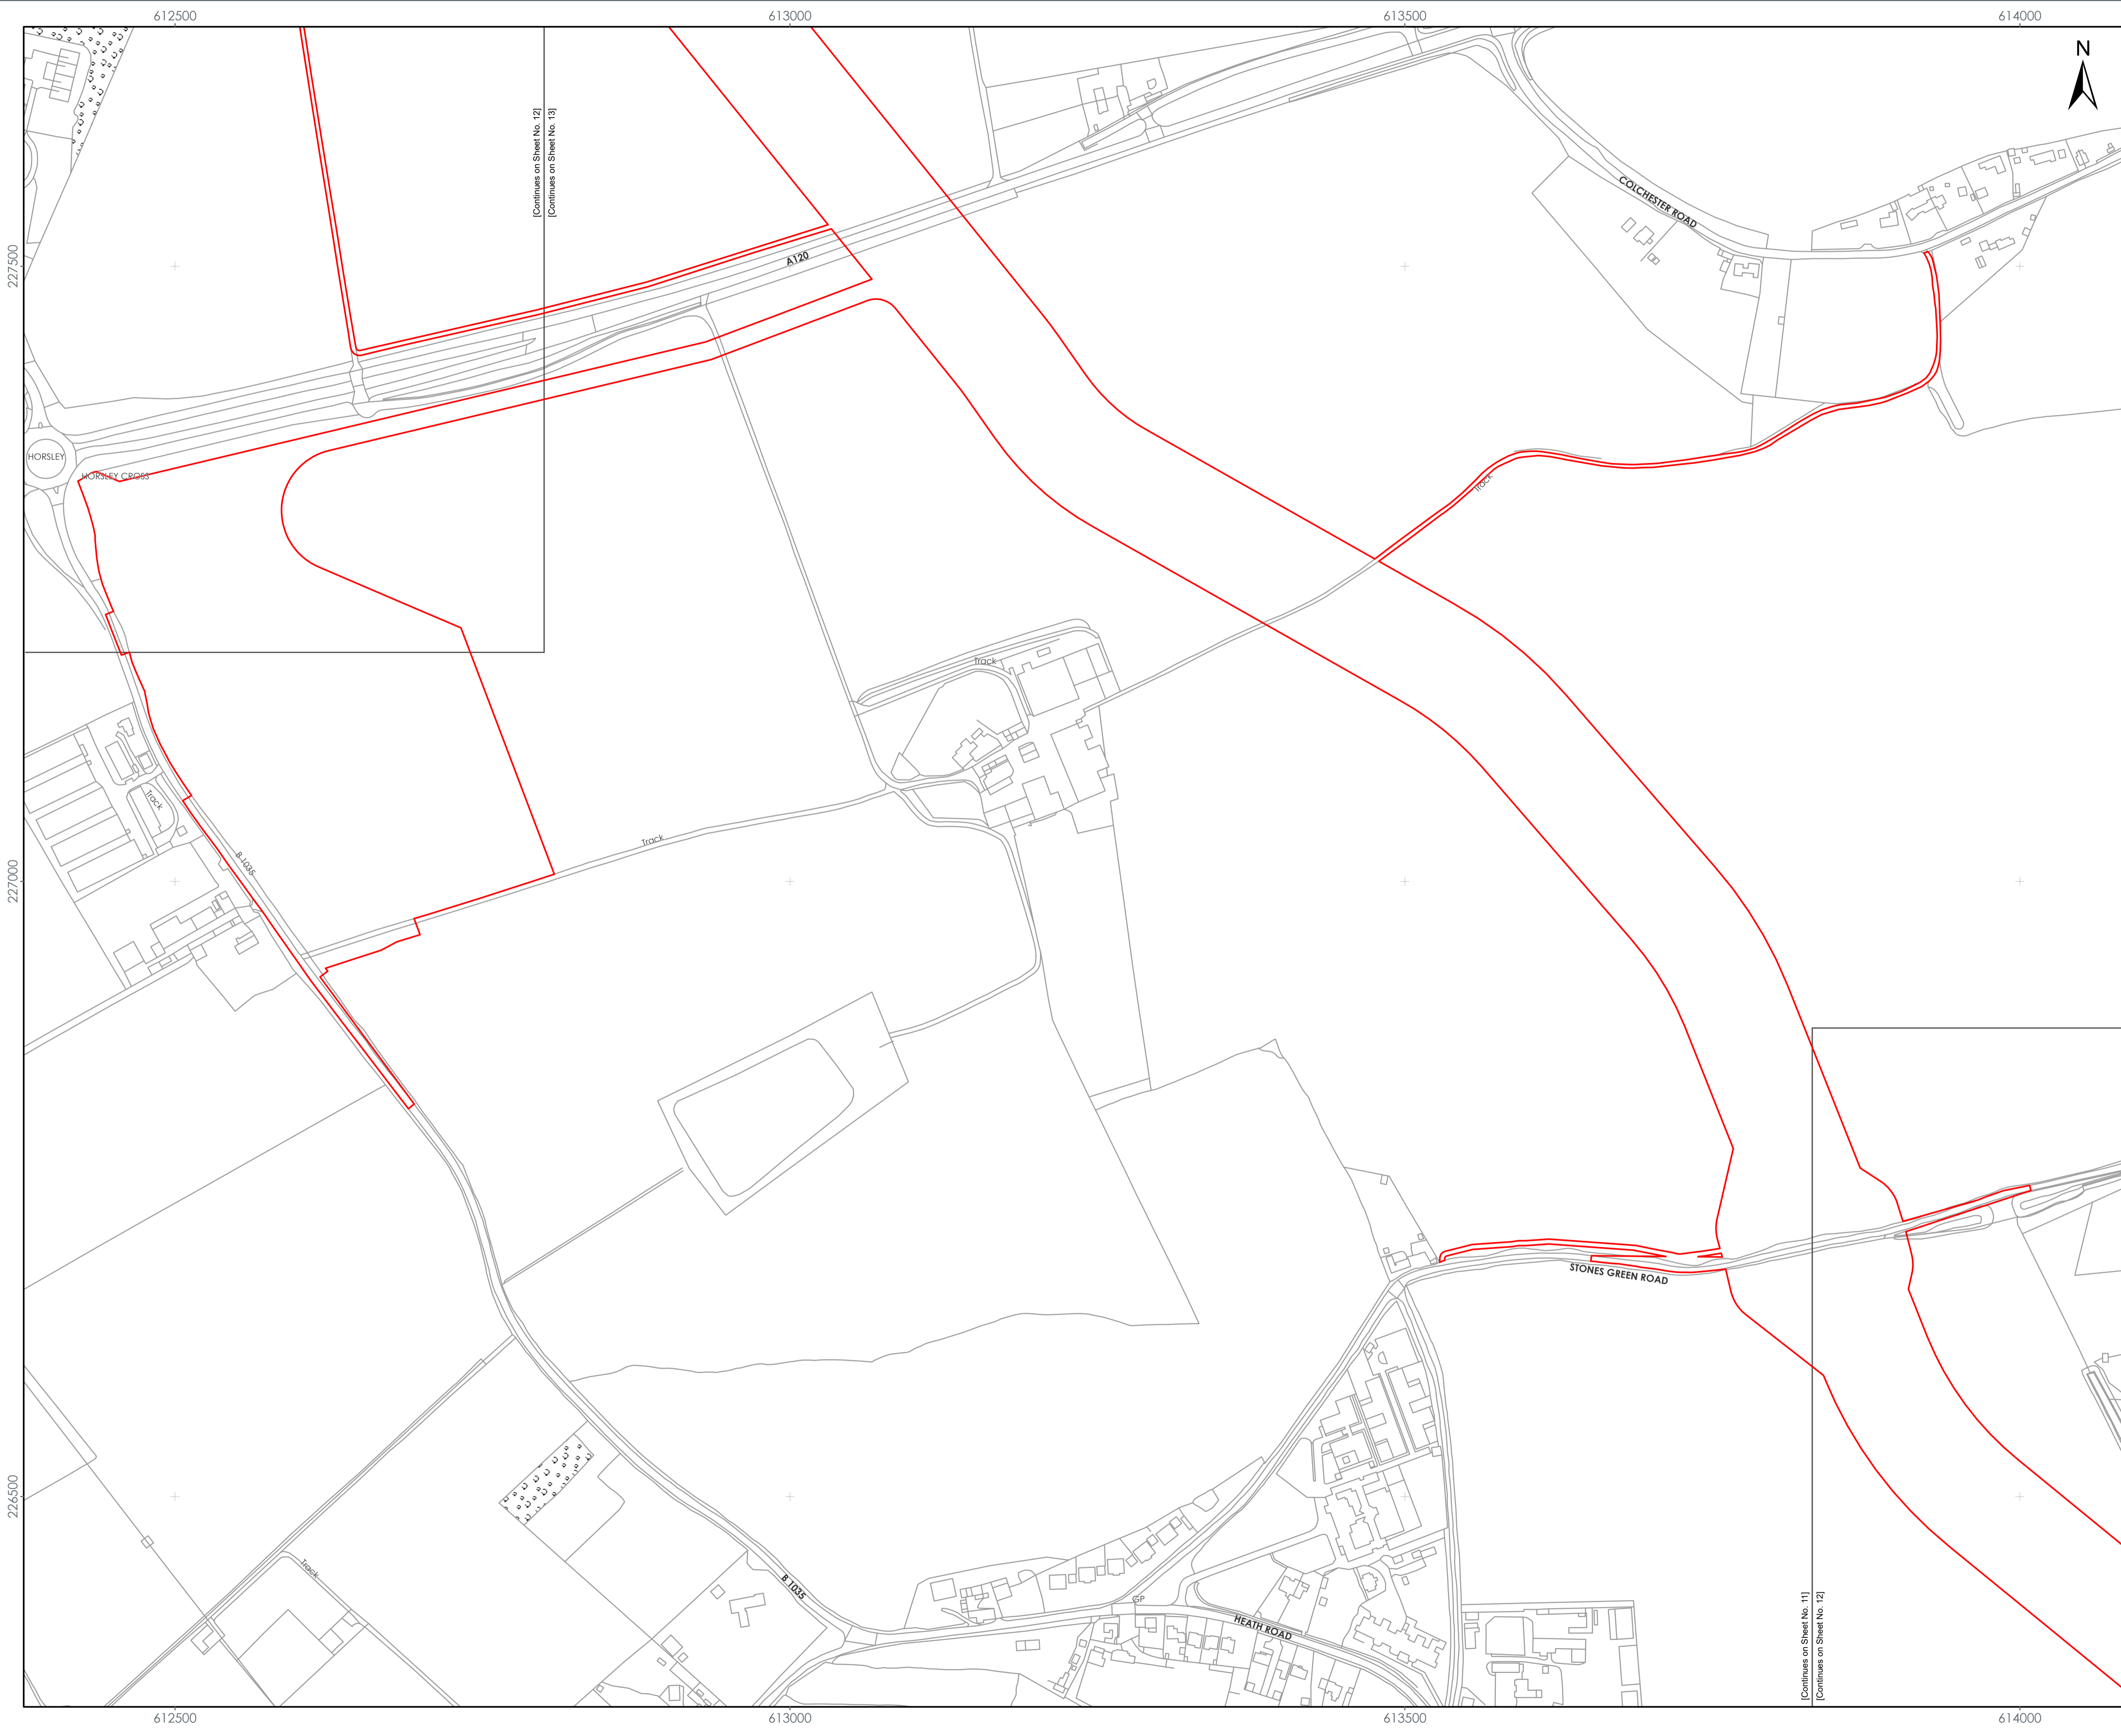 612500
613000
613500
614000
N
[Continues on Sheet No. 12]
[Continues on Sheet No. 13]
COLCHESTER ROAD
227500
A120
HORSLEY
HORSLEY CROSS
Track
Track
Track
Track
B 1035
227000
STONES GREEN ROAD
226500
Track
B 1035
GP
HEATH ROAD
[Continues on Sheet No. 11]
[Continues on Sheet No. 12]
612500
613000
613500
614000